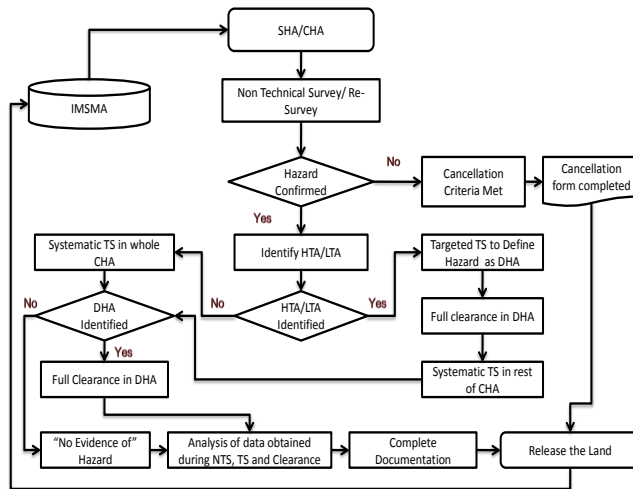 SHA/CHA
IMSMA
Non Technical Survey/ Re-
Survey
Hazard
Confirmed
No
Cancellation
Criteria Met
Cancellation
form completed
Yes
Systematic TS in whole
CHA
Identify HTA/LTA
Targeted TS to Define
Hazard as DHA
No
DHA
Identified
No
HTA/LTA
Identified
Yes
Full clearance in DHA
Yes
Full Clearance in DHA
Systematic TS in rest
of CHA
“No Evidence of”
Hazard
Analysis of data obtained
during NTS, TS and Clearance
Complete
Documentation
Release the Land